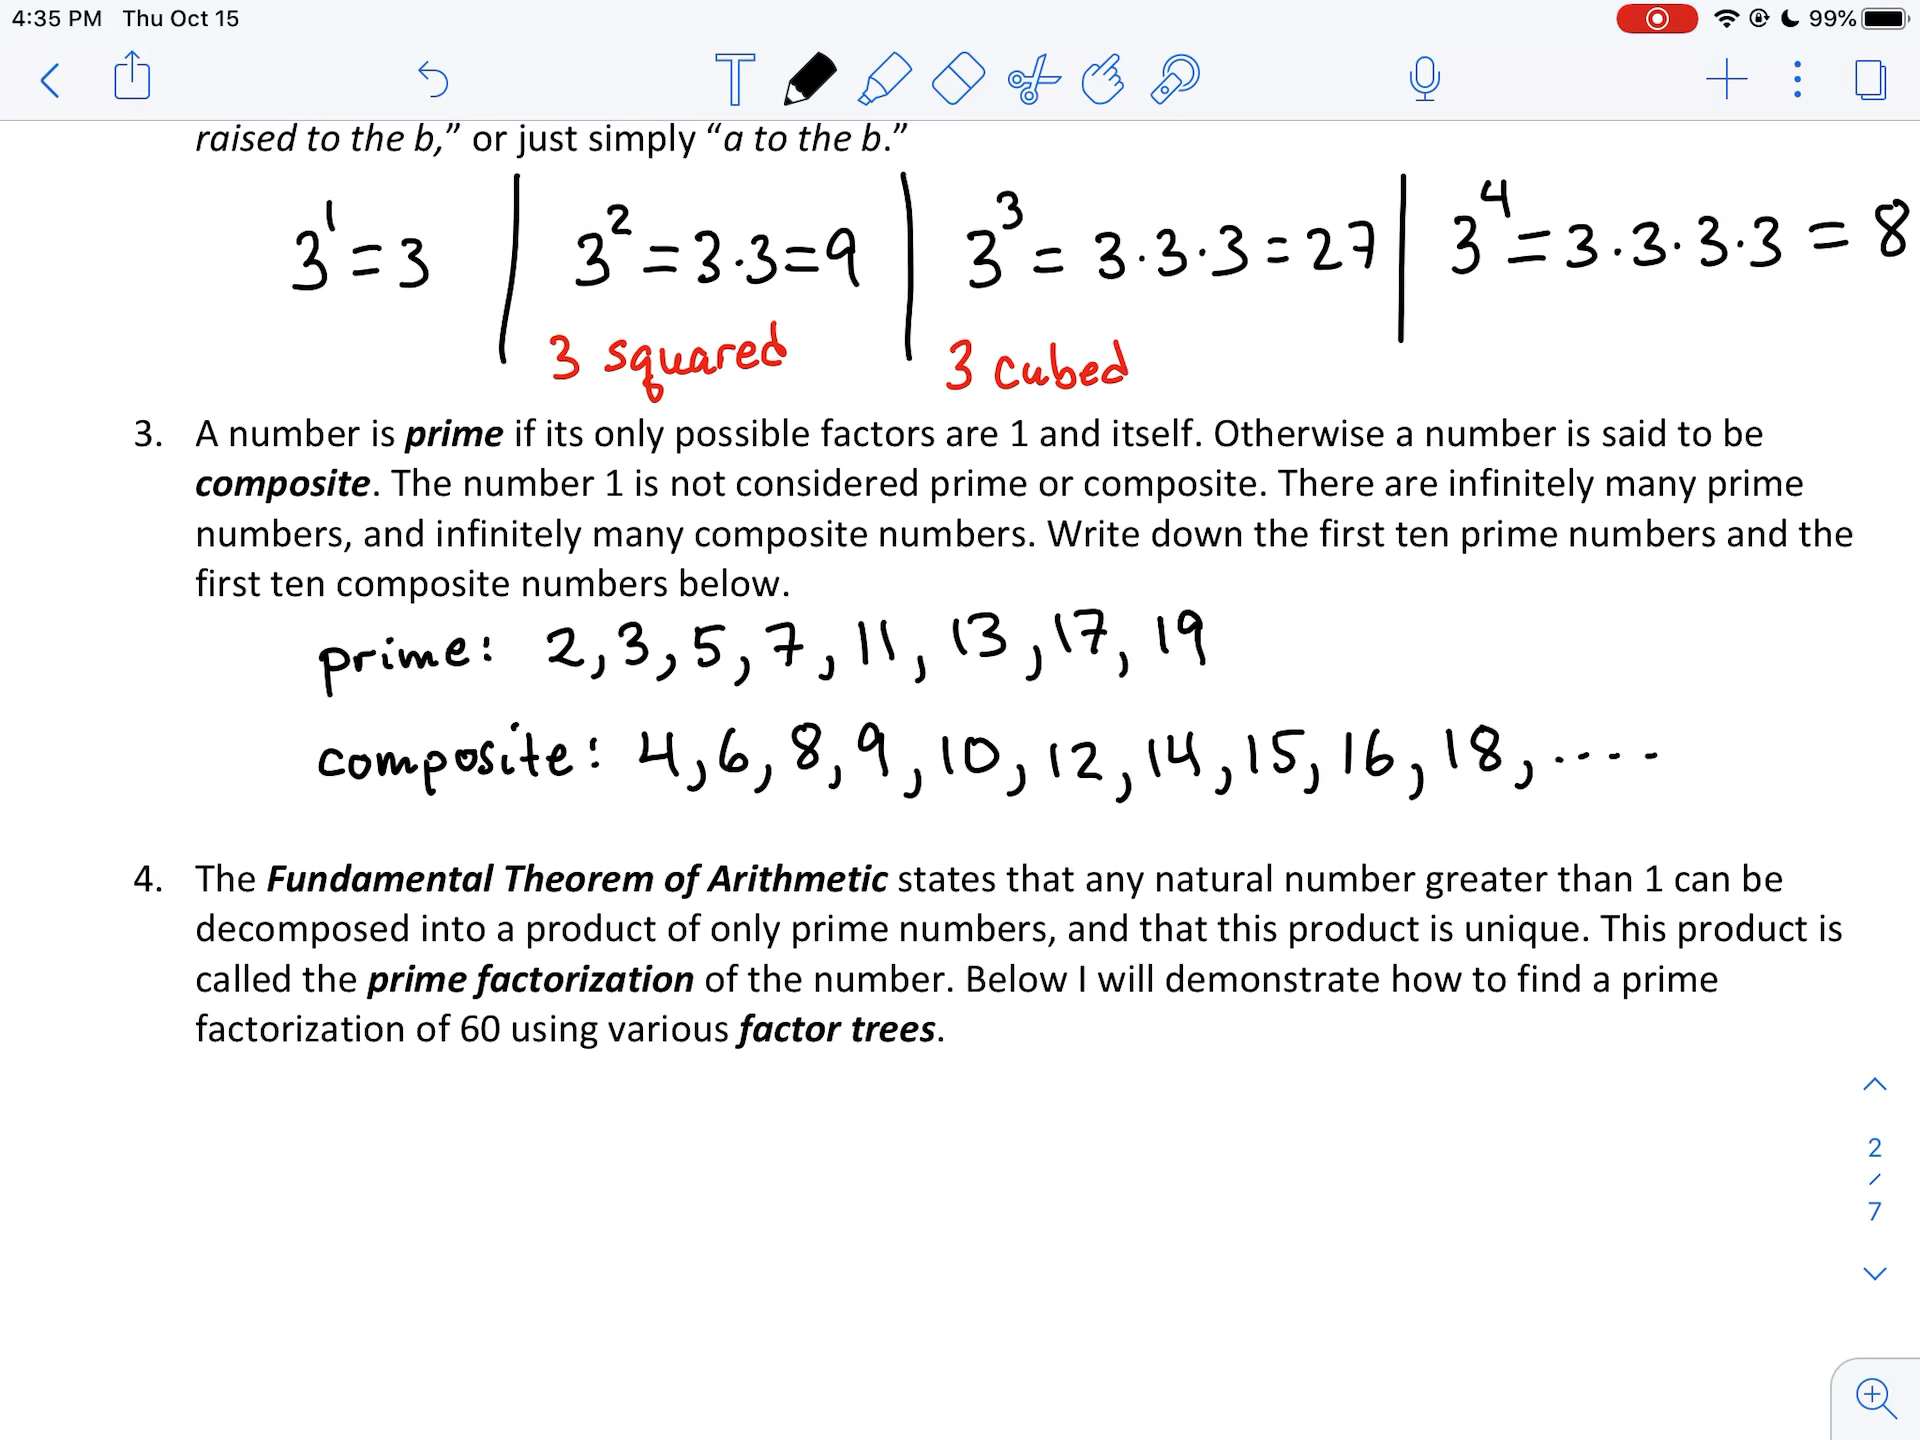 4:35 PM Thu Oct 15 99%
raised to the b,” or just simply “a to the b.”
3¹ = 3 | 3² = 3·3 = 9 | 3³ = 3·3·3 = 27 | 3⁴ = 3·3·3·3 = 8
3 squared 3 cubed
3. A number is prime if its only possible factors are 1 and itself. Otherwise a number is said to be
composite. The number 1 is not considered prime or composite. There are infinitely many prime
numbers, and infinitely many composite numbers. Write down the first ten prime numbers and the
first ten composite numbers below.
prime: 2, 3, 5, 7, 11, 13, 17, 19
composite: 4, 6, 8, 9, 10, 12, 14, 15, 16, 18, ....
4. The Fundamental Theorem of Arithmetic states that any natural number greater than 1 can be
decomposed into a product of only prime numbers, and that this product is unique. This product is
called the prime factorization of the number. Below I will demonstrate how to find a prime
factorization of 60 using various factor trees.
2
/
7